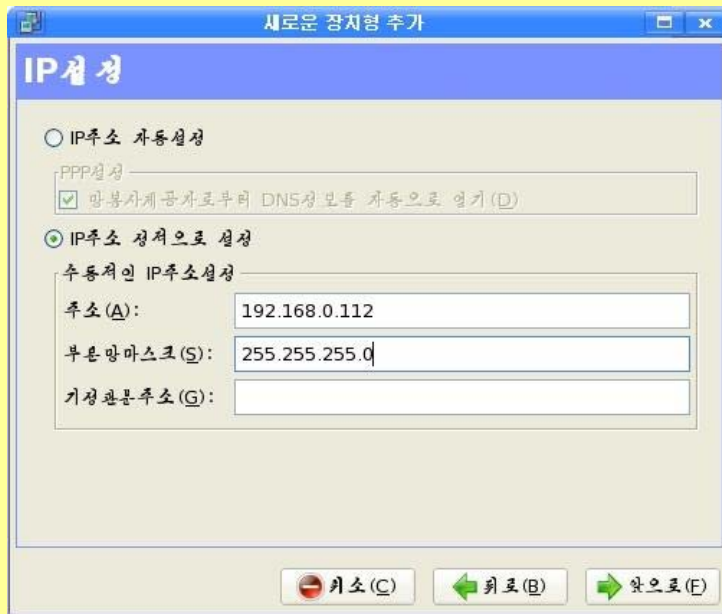 새로운 장치형 추가
IP설정
IP주소 자동설정
PPP설정
망봉사제공자로부터 DNS정보를 자동으로 얻기(D)
IP주소 정적으로 설정
수동적인 IP주소설정
주소(A):
192.168.0.112
부분망마스크(S):
255.255.255.0
기정관문주소(G):
취소(C)
뒤로(B)
앞으로(F)